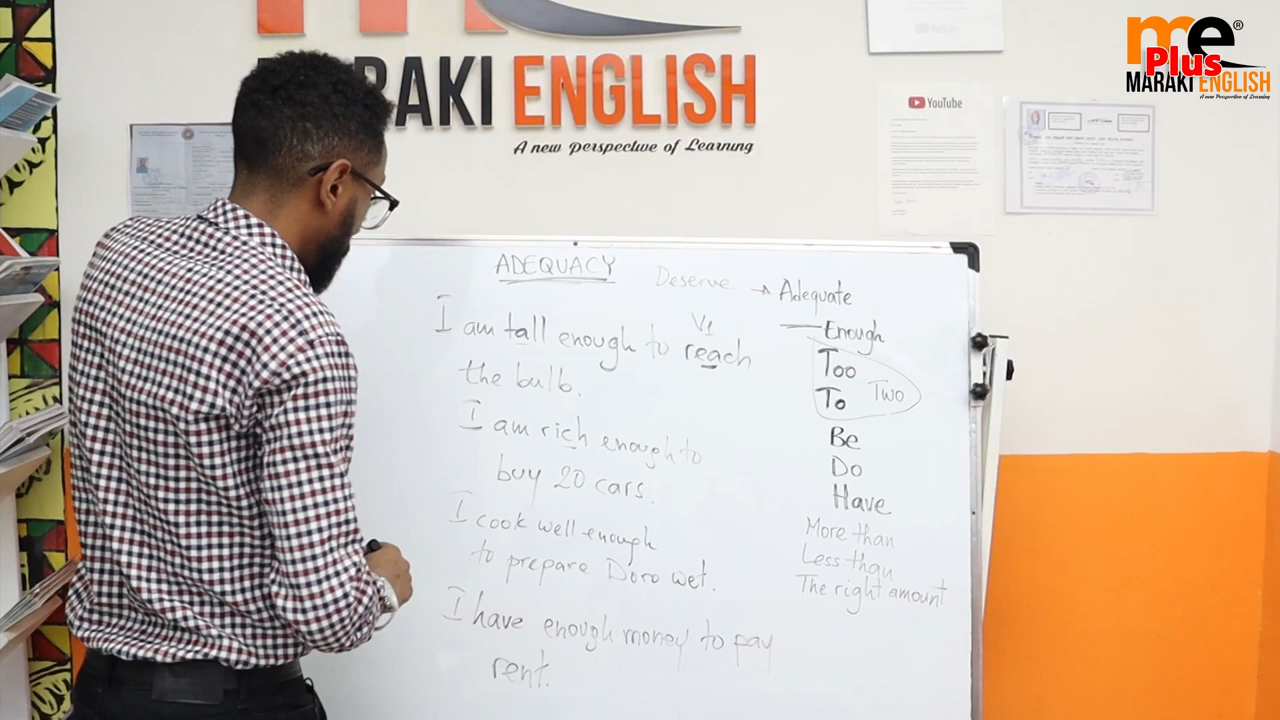 MARAKI ENGLISH
A new perspective of Learning
YouTube
YouTube
me®
Plus
MARAKI ENGLISH
A new Perspective of Learning
ADEQUACY
Deserve → Adequate
I am tall enough to reach
V1
the bulb.
I am rich enough to
buy 20 cars.
I cook well enough
to prepare Doro wet.
I have enough money to pay
rent.
Enough
Too
To
Two
Be
Do
Have
More than
Less than
The right amount